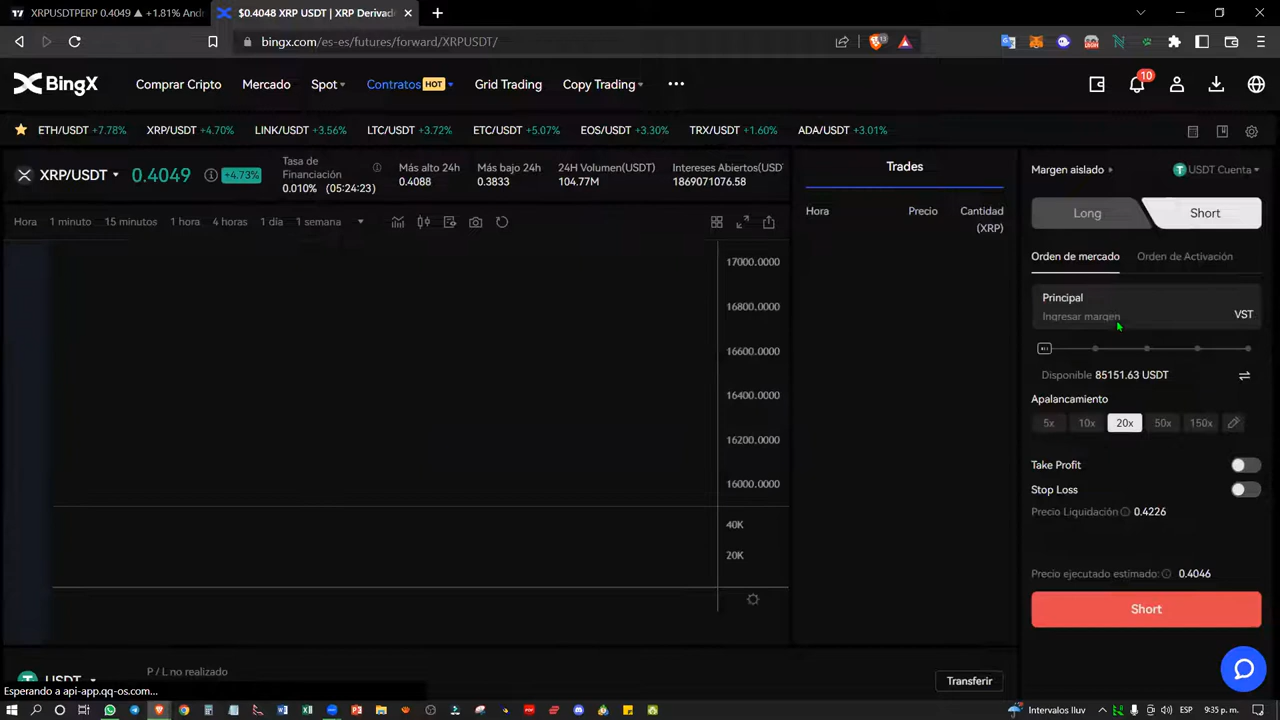 XRPUSDTPERP 0.4049 ▲ +1.81% Andr
$0.4048 XRP USDT | XRP Derivad
bingx.com/es-es/futures/forward/XRPUSDT/
13
BingX
Comprar Cripto
Mercado
Spot
Contratos HOT
Grid Trading
Copy Trading
10
ETH/USDT +7.78%
XRP/USDT +4.70%
LINK/USDT +3.56%
LTC/USDT +3.72%
ETC/USDT +5.07%
EOS/USDT +3.30%
TRX/USDT +1.60%
ADA/USDT +3.01%
XRP/USDT
0.4049
+4.73%
Tasa de
Financiación
0.010% (05:24:23)
Más alto 24h
0.4088
Más bajo 24h
0.3833
24H Volumen(USDT)
104.77M
Intereses Abiertos(USDT
1869071076.58
Hora
1 minuto
15 minutos
1 hora
4 horas
1 día
1 semana
17000.0000
16800.0000
16600.0000
16400.0000
16200.0000
16000.0000
40K
20K
Trades
Hora
Precio
Cantidad
(XRP)
Margen aislado
USDT Cuenta
Long
Short
Orden de mercado
Orden de Activación
Principal
Ingresar margen
VST
Disponible 85151.63 USDT
Apalancamiento
5x
10x
20x
50x
150x
Take Profit
Stop Loss
Precio Liquidación 0.4226
Precio ejecutado estimado: 0.4046
Short
USDT
P / L no realizado
Transferir
Esperando a api-app.qq-os.com...
Intervalos lluv
ESP
9:35 p. m.